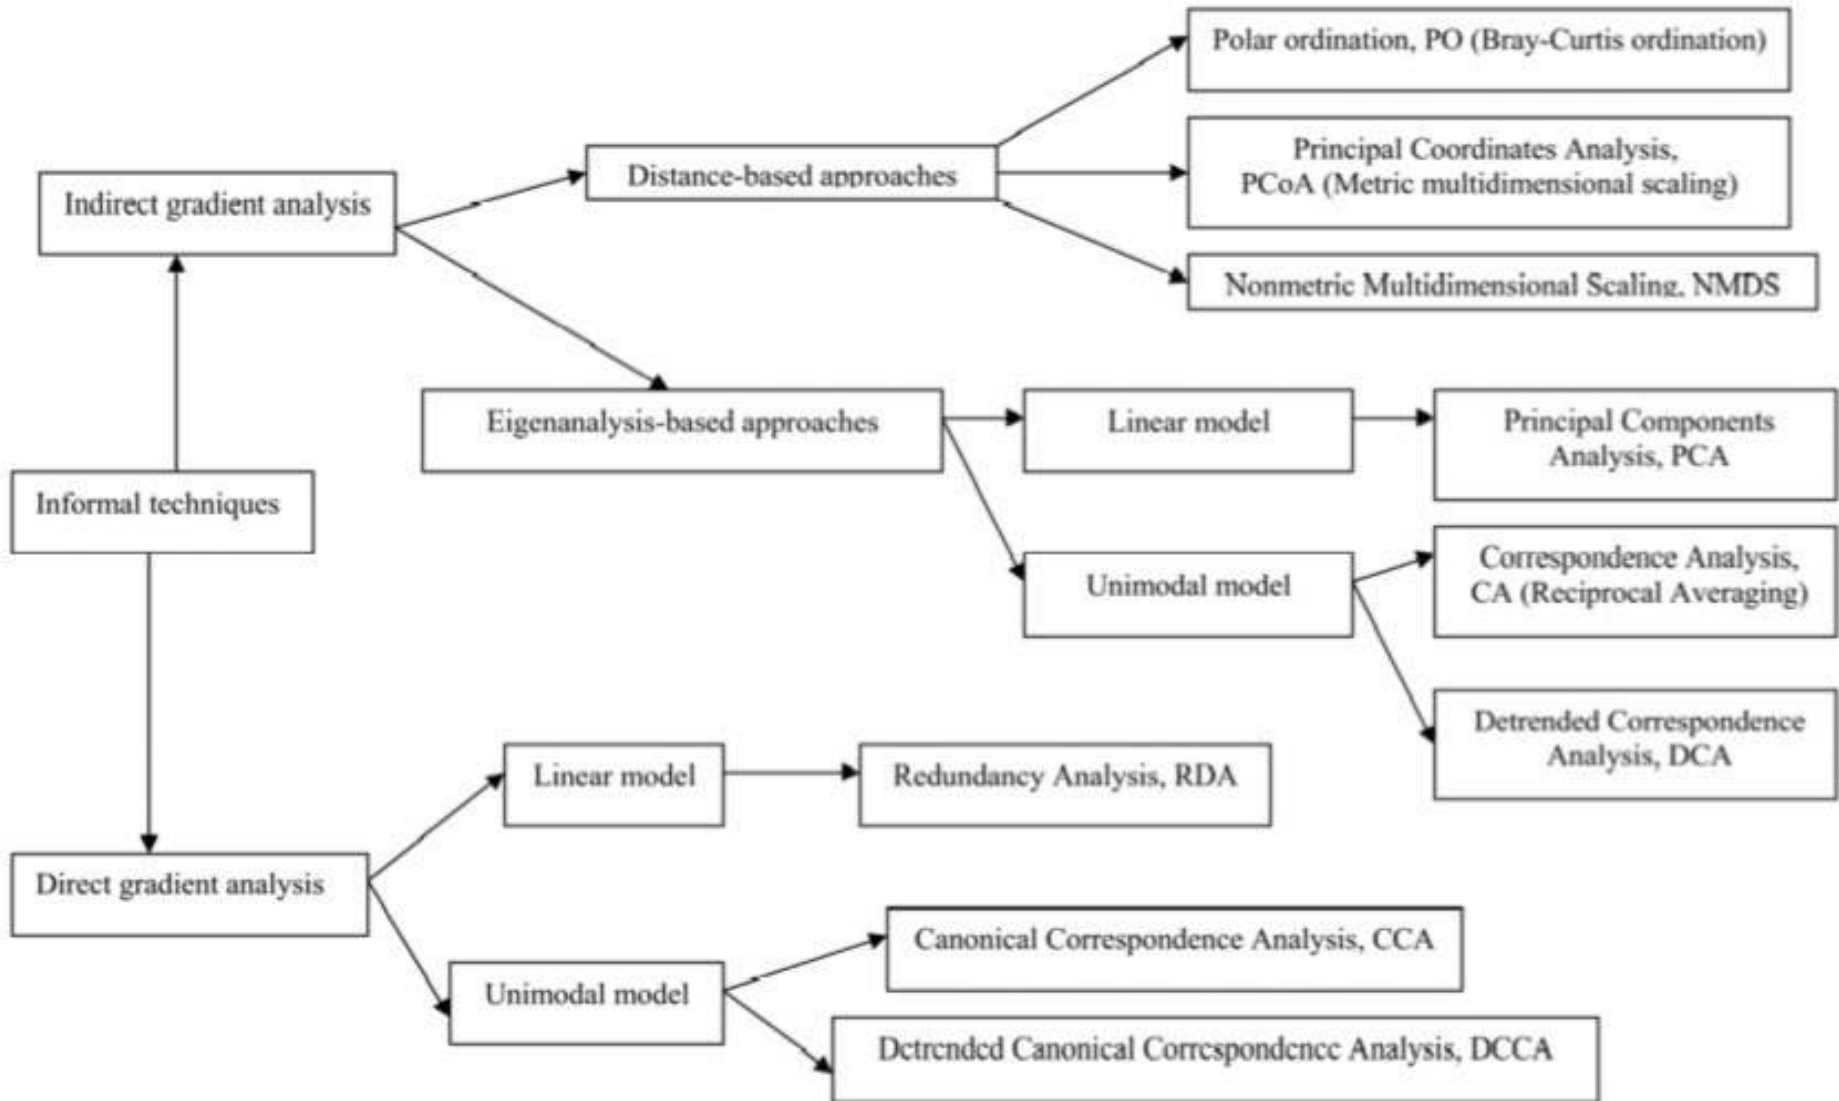 Polar ordination, PO (Bray-Curtis ordination)
Principal Coordinates Analysis,
PCoA (Metric multidimensional scaling)
Distance-based approaches
Indirect gradient analysis
Nonmetric Multidimensional Scaling, NMDS
Eigenanalysis-based approaches
Linear model
Principal Components
Analysis, PCA
Informal techniques
Unimodal model
Correspondence Analysis,
CA (Reciprocal Averaging)
Detrended Correspondence
Analysis, DCA
Linear model
Redundancy Analysis, RDA
Direct gradient analysis
Canonical Correspondence Analysis, CCA
Unimodal model
Detrended Canonical Correspondence Analysis, DCCA